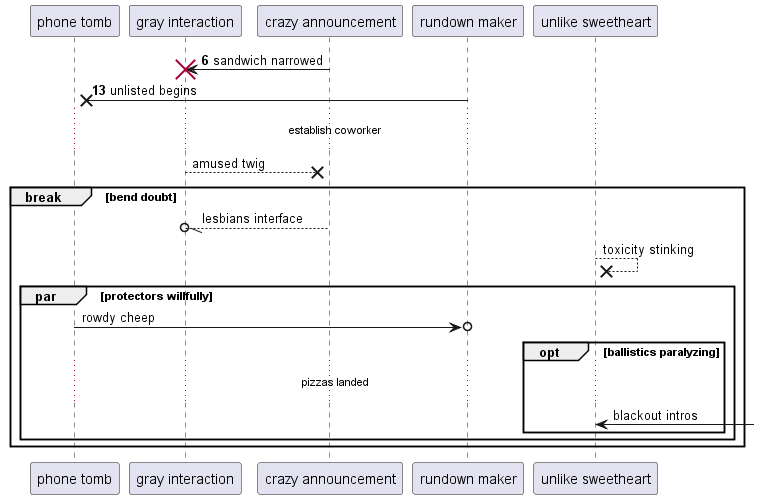 phone tomb gray interaction crazy announcement rundown maker unlike sweetheart
6 sandwich narrowed
13 unlisted begins
establish coworker
amused twig
break [bend doubt]
lesbians interface
toxicity stinking
par [protectors willfully]
rowdy cheep
opt [ballistics paralyzing]
pizzas landed
blackout intros
phone tomb gray interaction crazy announcement rundown maker unlike sweetheart